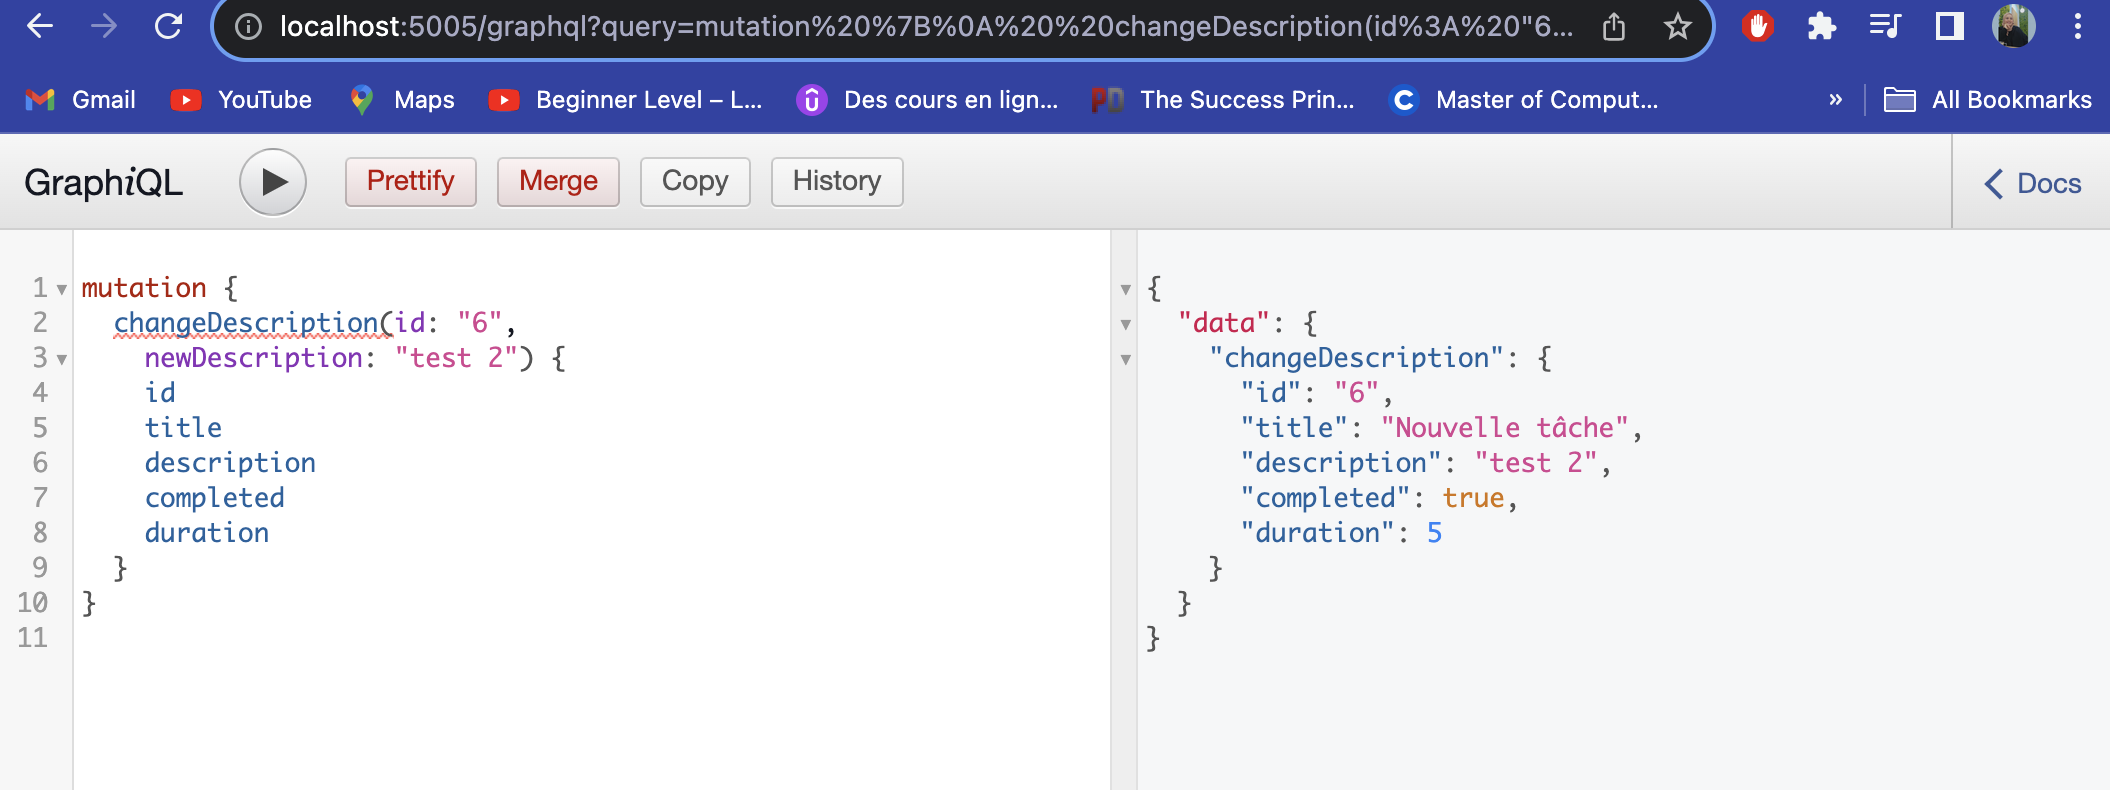 localhost:5005/graphql?query=mutation%20%7B%0A%20%20changeDescription(id%3A%20"6...
Gmail YouTube Maps Beginner Level – L... Des cours en lign... PD The Success Prin... Master of Comput... » All Bookmarks
GraphiQL Prettify Merge Copy History Docs
1 mutation {
2 changeDescription(id: "6",
3 newDescription: "test 2") {
4 id
5 title
6 description
7 completed
8 duration
9 }
10 }
11
{
"data": {
"changeDescription": {
"id": "6",
"title": "Nouvelle tâche",
"description": "test 2",
"completed": true,
"duration": 5
}
}
}